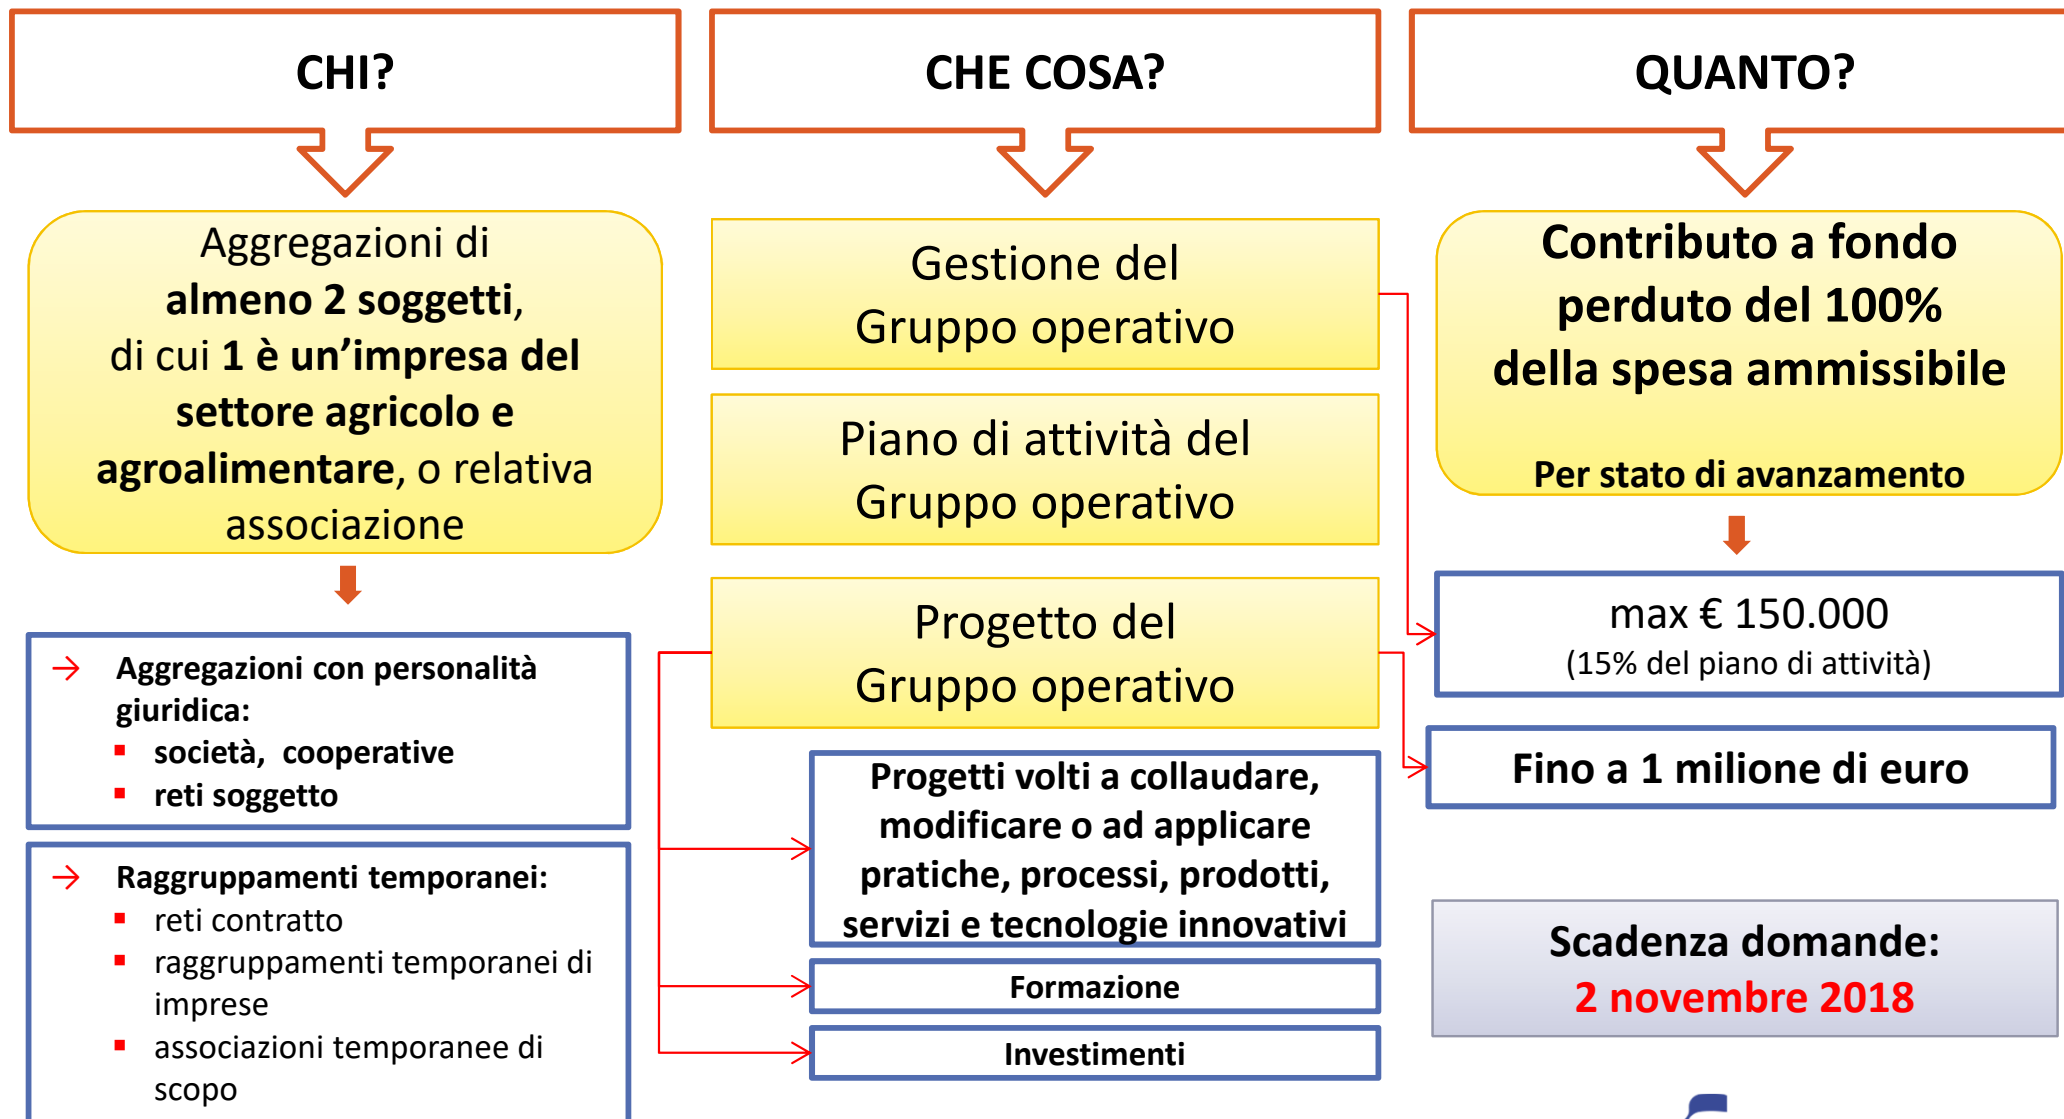 CHI?
Aggregazioni di
almeno 2 soggetti,
di cui 1 è un’impresa del
settore agricolo e
agroalimentare, o relativa
associazione
→ Aggregazioni con personalità
giuridica:
▪ società, cooperative
▪ reti soggetto
→ Raggruppamenti temporanei:
▪ reti contratto
▪ raggruppamenti temporanei di
imprese
▪ associazioni temporanee di
scopo
CHE COSA?
Gestione del
Gruppo operativo
Piano di attività del
Gruppo operativo
Progetto del
Gruppo operativo
Progetti volti a collaudare,
modificare o ad applicare
pratiche, processi, prodotti,
servizi e tecnologie innovativi
Formazione
Investimenti
QUANTO?
Contributo a fondo
perduto del 100%
della spesa ammissibile
Per stato di avanzamento
max € 150.000
(15% del piano di attività)
Fino a 1 milione di euro
Scadenza domande:
2 novembre 2018